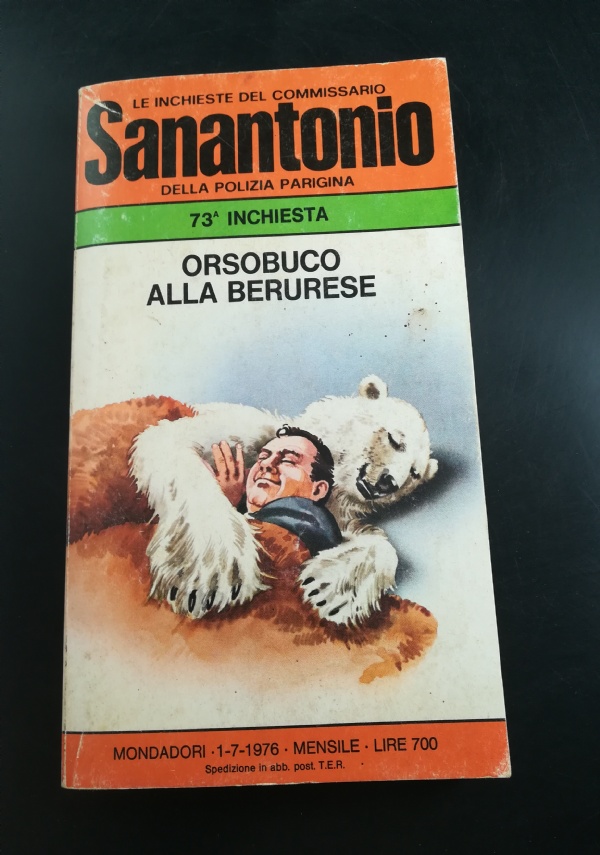 LE INCHIESTE DEL COMMISSARIO
Sanantonio
DELLA POLIZIA PARIGINA
73ᴬ INCHIESTA
ORSOBUCO
ALLA BERURESE
MONDADORI · 1-7-1976 · MENSILE · LIRE 700
Spedizione in abb. post. T.E.R.